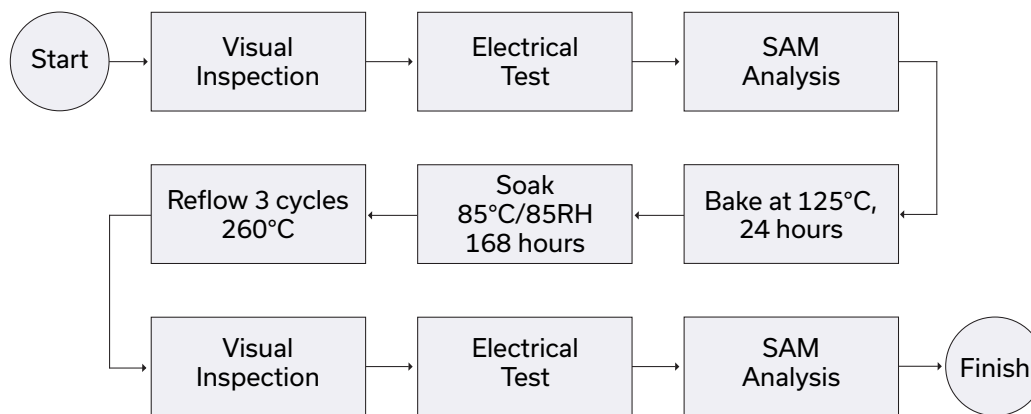 Start
Visual
Inspection
Electrical
Test
SAM
Analysis
Reflow 3 cycles
260°C
Soak
85°C/85RH
168 hours
Bake at 125°C,
24 hours
Visual
Inspection
Electrical
Test
SAM
Analysis
Finish